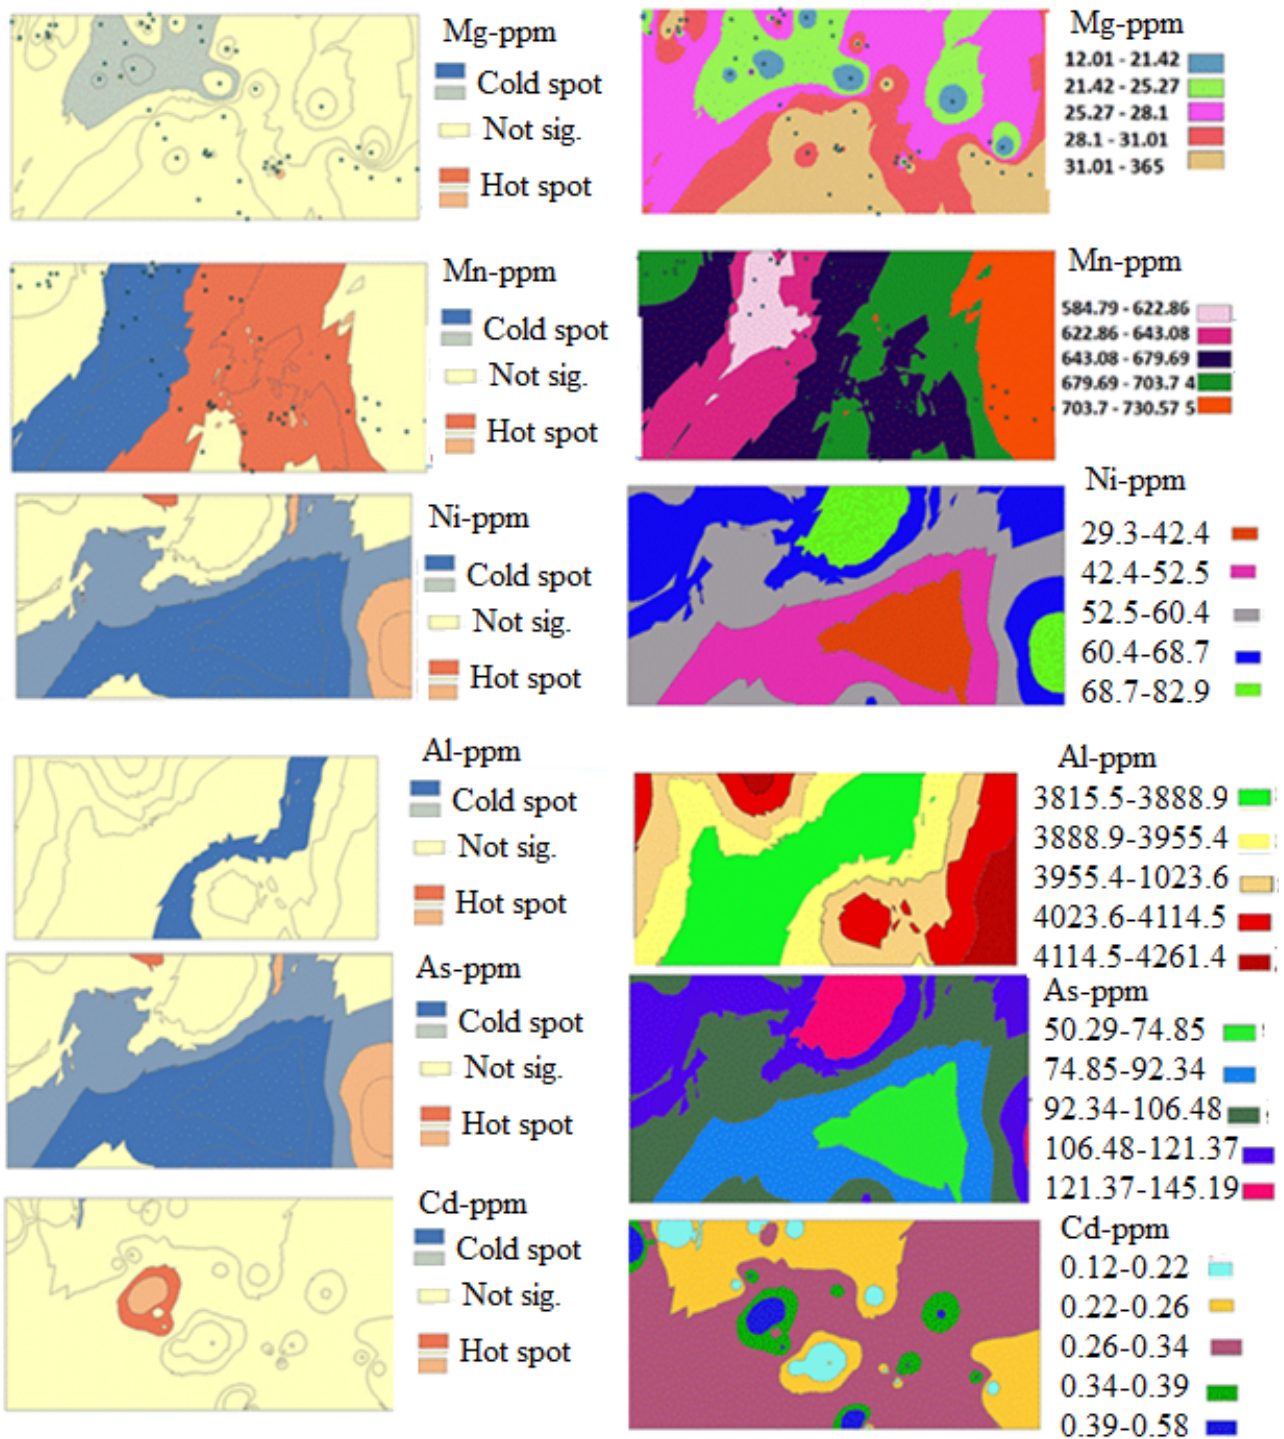 Mg-ppm
Cold spot
Not sig.
Hot spot
Mg-ppm
12.01 - 21.42
21.42 - 25.27
25.27 - 28.1
28.1 - 31.01
31.01 - 365
Mn-ppm
Cold spot
Not sig.
Hot spot
Mn-ppm
584.79 - 622.86
622.86 - 643.08
643.08 - 679.69
679.69 - 703.7 4
703.7 - 730.57 5
Ni-ppm
Cold spot
Not sig.
Hot spot
Ni-ppm
29.3-42.4
42.4-52.5
52.5-60.4
60.4-68.7
68.7-82.9
Al-ppm
Cold spot
Not sig.
Hot spot
Al-ppm
3815.5-3888.9
3888.9-3955.4
3955.4-1023.6
4023.6-4114.5
4114.5-4261.4
As-ppm
Cold spot
Not sig.
Hot spot
As-ppm
50.29-74.85
74.85-92.34
92.34-106.48
106.48-121.37
121.37-145.19
Cd-ppm
Cold spot
Not sig.
Hot spot
Cd-ppm
0.12-0.22
0.22-0.26
0.26-0.34
0.34-0.39
0.39-0.58